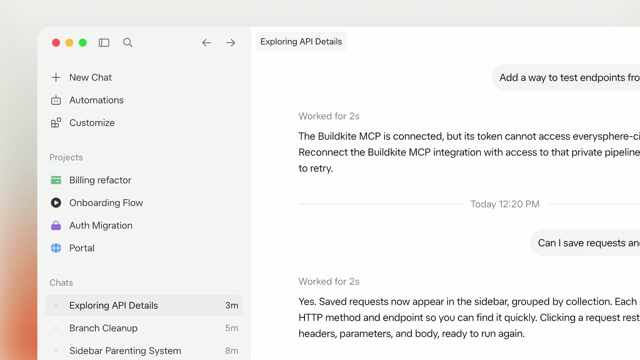 Exploring API Details
New Chat
Automations
Customize
Projects
Billing refactor
Onboarding Flow
Auth Migration
Portal
Chats
Exploring API Details 3m
Branch Cleanup 5m
Sidebar Parenting System 8m
Add a way to test endpoints fro
Worked for 2s
The Buildkite MCP is connected, but its token cannot access everysphere-ci
Reconnect the Buildkite MCP integration with access to that private pipeline
to retry.
Today 12:20 PM
Can I save requests and
Worked for 2s
Yes. Saved requests now appear in the sidebar, grouped by collection. Each
HTTP method and endpoint so you can find it quickly. Clicking a request rest
headers, parameters, and body, ready to run again.